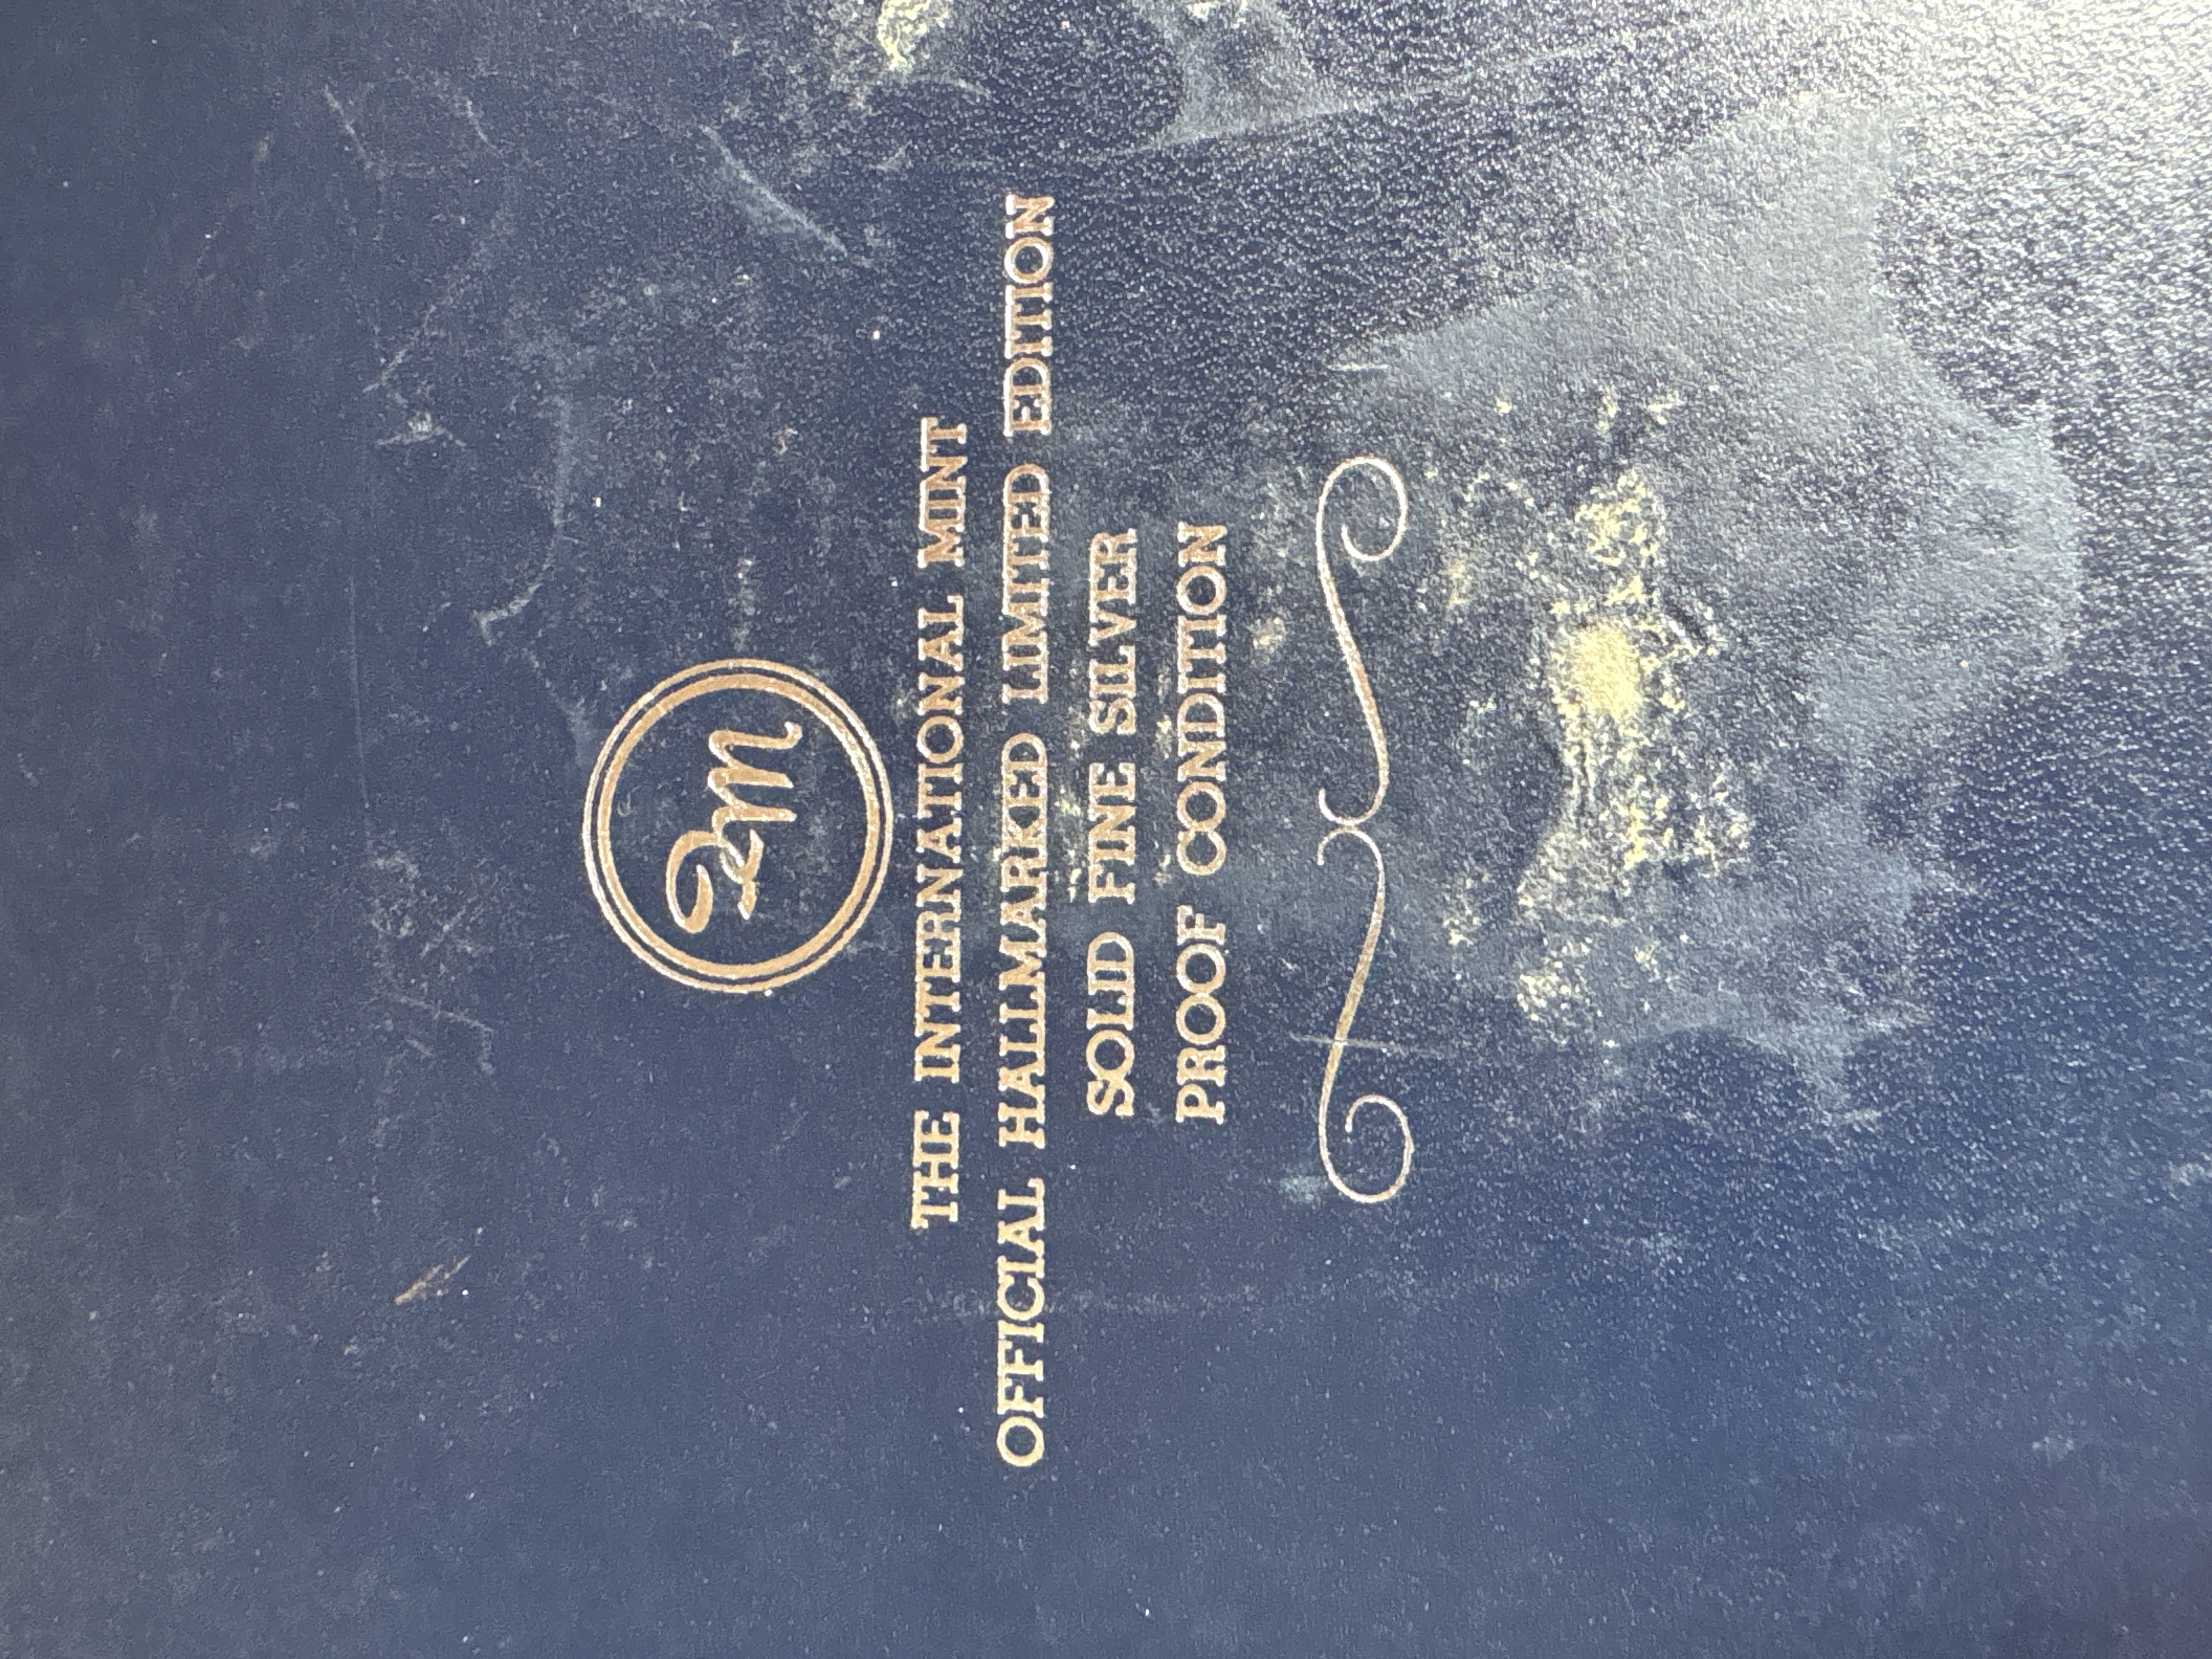 IM
THE INTERNATIONAL MINT
OFFICIAL HALLMARKED LIMITED EDITION
SOLID FINE SILVER
PROOF CONDITION